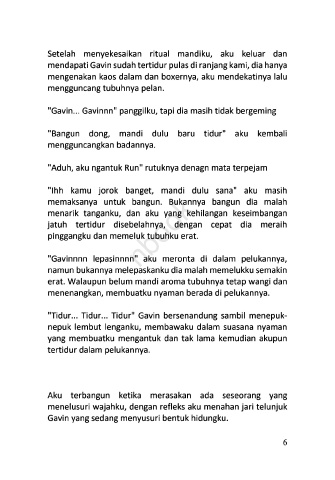 Setelah menyekesaikan ritual mandiku, aku keluar dan
mendapati Gavin sudah tertidur pulas di ranjang kami, dia hanya
mengenakan kaos dalam dan boxernya, aku mendekatinya lalu
mengguncang tubuhnya pelan.
"Gavin... Gavinnn" panggilku, tapi dia masih tidak bergeming
"Bangun dong, mandi dulu baru tidur" aku kembali
mengguncangkan badannya.
"Aduh, aku ngantuk Run" rutuknya denagn mata terpejam
"Ihh kamu jorok banget, mandi dulu sana" aku masih
memaksanya untuk bangun. Bukannya bangun dia malah
menarik tanganku, dan aku yang kehilangan keseimbangan
jatuh tertidur disebelahnya, dengan cepat dia meraih
pinggangku dan memeluk tubuhku erat.
"Gavinnnn lepasinnnn" aku meronta di dalam pelukannya,
namun bukannya melepaskanku dia malah memelukku semakin
erat. Walaupun belum mandi aroma tubuhnya tetap wangi dan
menenangkan, membuatku nyaman berada di pelukannya.
"Tidur... Tidur... Tidur" Gavin bersenandung sambil menepuk-
nepuk lembut lenganku, membawaku dalam suasana nyaman
yang membuatku mengantuk dan tak lama kemudian akupun
tertidur dalam pelukannya.
Aku terbangun ketika merasakan ada seseorang yang
menelusuri wajahku, dengan refleks aku menahan jari telunjuk
Gavin yang sedang menyusuri bentuk hidungku.
6